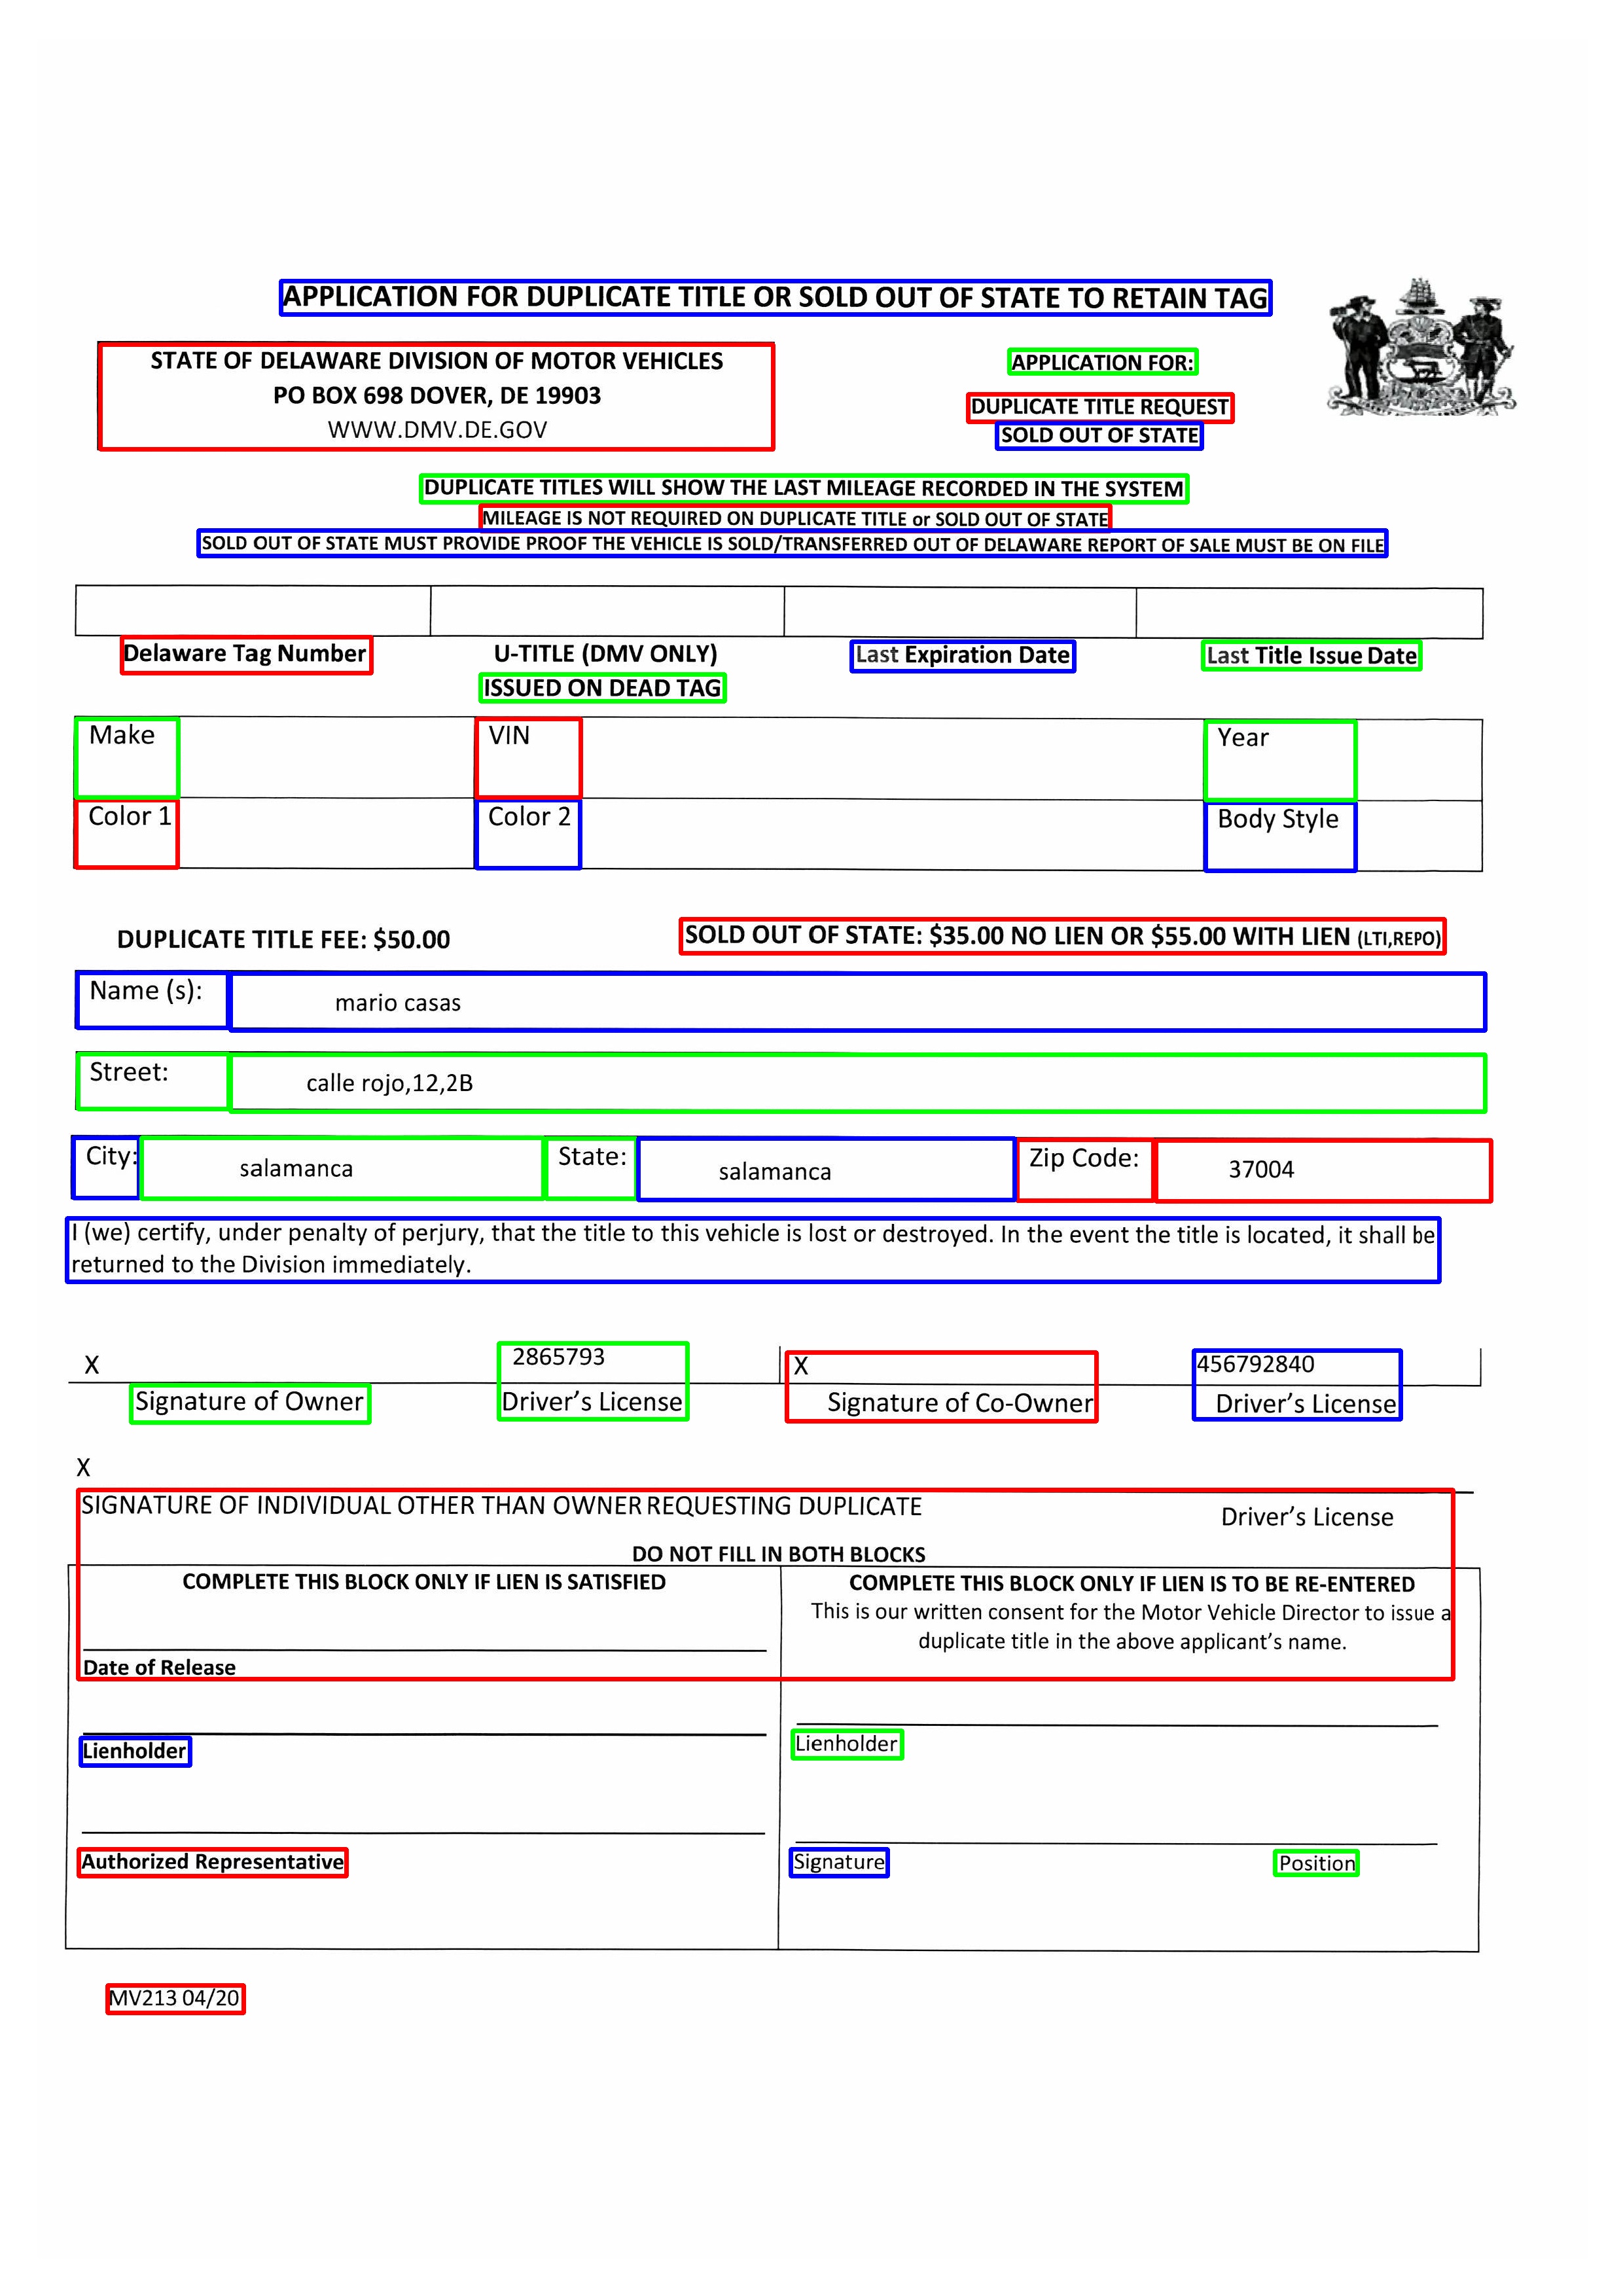 APPLICATION FOR DUPLICATE TITLE OR SOLD OUT OF STATE TO RETAIN TAG
STATE OF DELAWARE DIVISION OF MOTOR VEHICLES
PO BOX 698 DOVER, DE 19903
WWW.DMV.DE.GOV
APPLICATION FOR:
DUPLICATE TITLE REQUEST
SOLD OUT OF STATE
DUPLICATE TITLES WILL SHOW THE LAST MILEAGE RECORDED IN THE SYSTEM
MILEAGE IS NOT REQUIRED ON DUPLICATE TITLE or SOLD OUT OF STATE
SOLD OUT OF STATE MUST PROVIDE PROOF THE VEHICLE IS SOLD/TRANSFERRED OUT OF DELAWARE REPORT OF SALE MUST BE ON FILE
Delaware Tag Number U-TITLE (DMV ONLY) Last Expiration Date Last Title Issue Date
ISSUED ON DEAD TAG
Make VIN Year
Color 1 Color 2 Body Style
DUPLICATE TITLE FEE: $50.00 SOLD OUT OF STATE: $35.00 NO LIEN OR $55.00 WITH LIEN (LTI,REPO)
Name (s): mario casas
Street: calle rojo,12,2B
City: salamanca State: salamanca Zip Code: 37004
I (we) certify, under penalty of perjury, that the title to this vehicle is lost or destroyed. In the event the title is located, it shall be
returned to the Division immediately.
X 2865793 X 456792840
Signature of Owner Driver's License Signature of Co-Owner Driver's License
X
SIGNATURE OF INDIVIDUAL OTHER THAN OWNER REQUESTING DUPLICATE Driver's License
DO NOT FILL IN BOTH BLOCKS
COMPLETE THIS BLOCK ONLY IF LIEN IS SATISFIED
Date of Release
Lienholder
Authorized Representative
COMPLETE THIS BLOCK ONLY IF LIEN IS TO BE RE-ENTERED
This is our written consent for the Motor Vehicle Director to issue a
duplicate title in the above applicant's name.
Lienholder
Signature Position
MV213 04/20